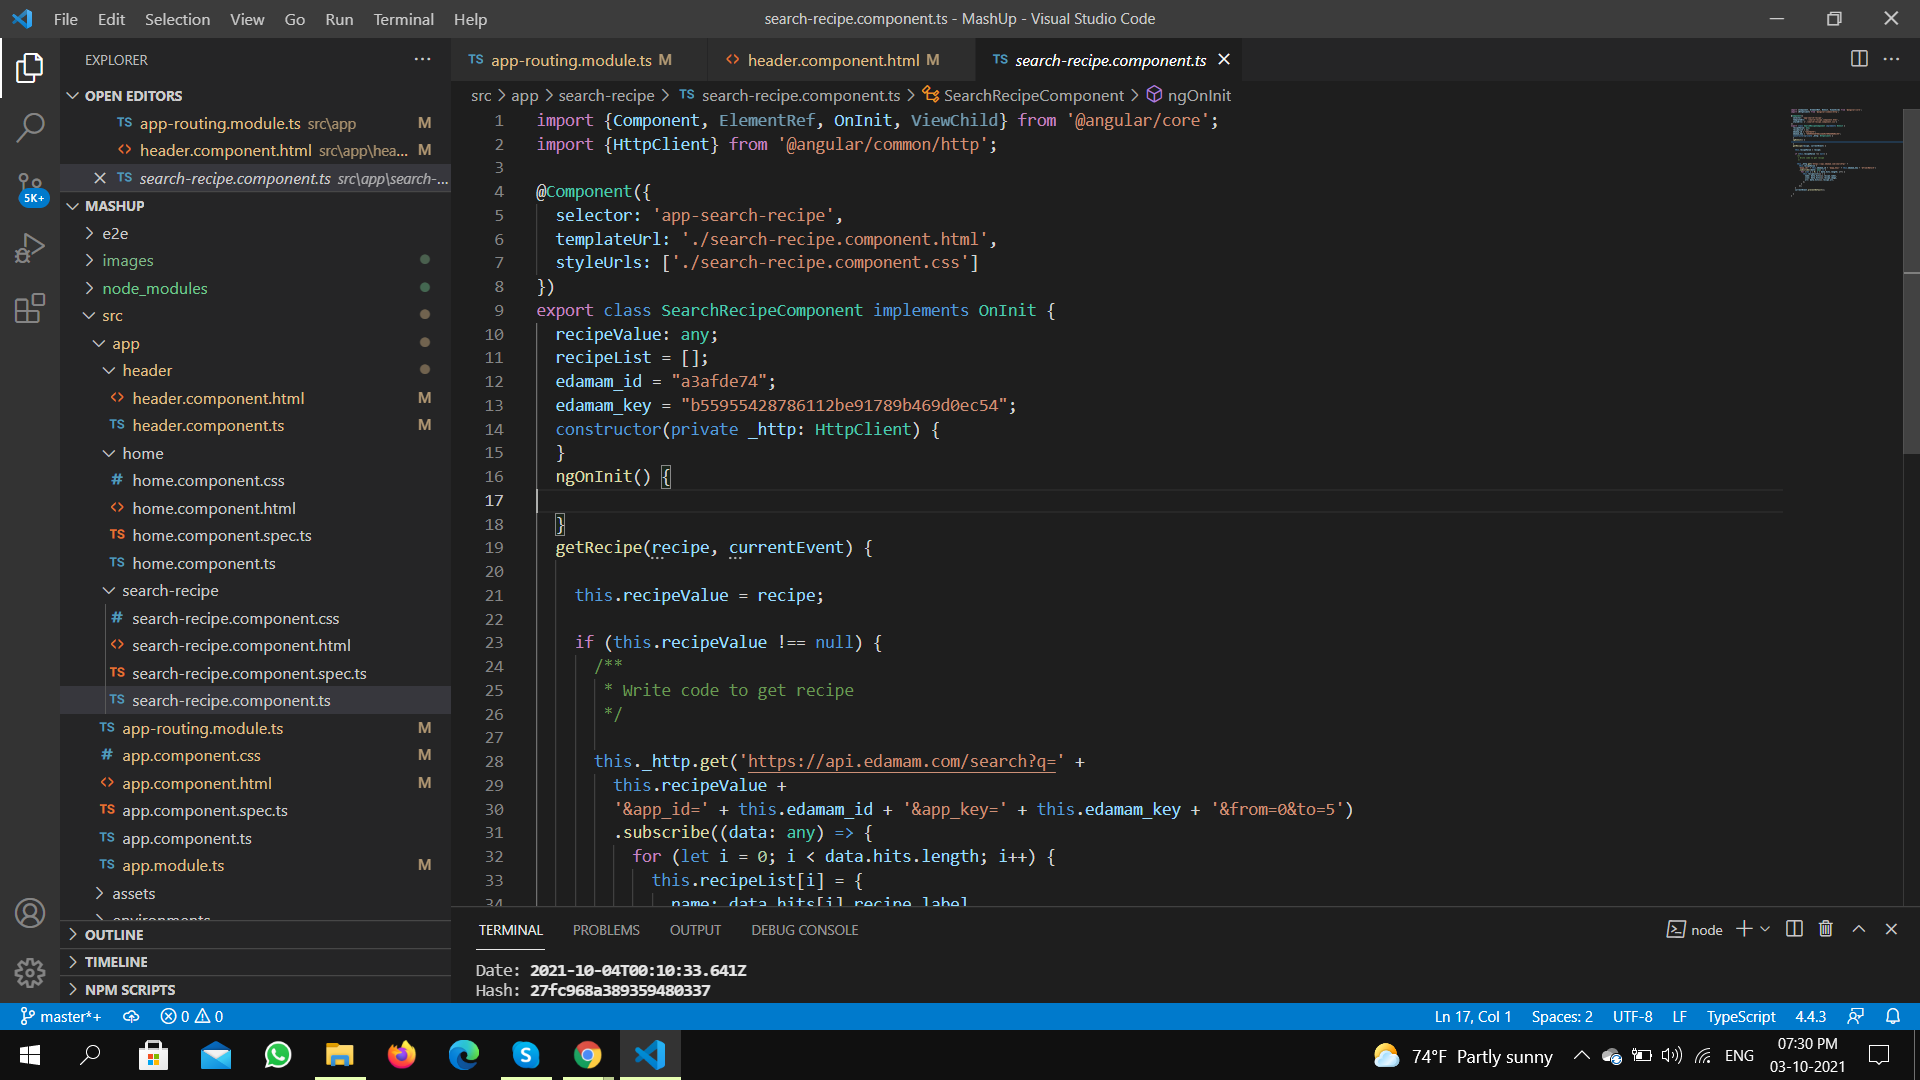 File Edit Selection View Go Run Terminal Help
search-recipe.component.ts - MashUp - Visual Studio Code
EXPLORER
OPEN EDITORS
TS app-routing.module.ts src\app M
<> header.component.html src\app\hea... M
TS search-recipe.component.ts src\app\search-...
5K+
MASHUP
e2e
images
node_modules
src
app
header
<> header.component.html M
TS header.component.ts M
home
# home.component.css
<> home.component.html
TS home.component.spec.ts
TS home.component.ts
search-recipe
# search-recipe.component.css
<> search-recipe.component.html
TS search-recipe.component.spec.ts
TS search-recipe.component.ts
TS app-routing.module.ts M
# app.component.css M
<> app.component.html M
TS app.component.spec.ts
TS app.component.ts
TS app.module.ts M
assets
environments
OUTLINE
TIMELINE
NPM SCRIPTS
TS app-routing.module.ts M
<> header.component.html M
TS search-recipe.component.ts
src > app > search-recipe > TS search-recipe.component.ts > SearchRecipeComponent > ngOnInit
1 import {Component, ElementRef, OnInit, ViewChild} from '@angular/core';
2 import {HttpClient} from '@angular/common/http';
3
4 @Component({
5 selector: 'app-search-recipe',
6 templateUrl: './search-recipe.component.html',
7 styleUrls: ['./search-recipe.component.css']
8 })
9 export class SearchRecipeComponent implements OnInit {
10 recipeValue: any;
11 recipeList = [];
12 edamam_id = "a3afde74";
13 edamam_key = "b55955428786112be91789b469d0ec54";
14 constructor(private _http: HttpClient) {
15 }
16 ngOnInit() {
17
18 }
19 getRecipe(recipe, currentEvent) {
20
21 this.recipeValue = recipe;
22
23 if (this.recipeValue !== null) {
24 /**
25 * Write code to get recipe
26 */
27
28 this._http.get('https://api.edamam.com/search?q=' +
29 this.recipeValue +
30 '&app_id=' + this.edamam_id + '&app_key=' + this.edamam_key + '&from=0&to=5')
31 .subscribe((data: any) => {
32 for (let i = 0; i < data.hits.length; i++) {
33 this.recipeList[i] = {
34 name: data.hits[i].recipe.label
TERMINAL PROBLEMS OUTPUT DEBUG CONSOLE
node
Date: 2021-10-04T00:10:33.641Z
Hash: 27fc968a389359480337
master*+ 0 0
Ln 17, Col 1 Spaces: 2 UTF-8 LF TypeScript 4.4.3
74°F Partly sunny
ENG
07:30 PM
03-10-2021